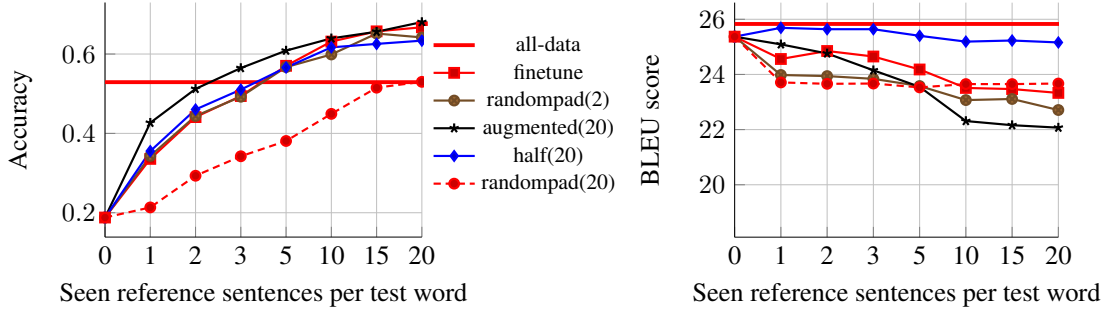 0.6
0.4
0.2
Accuracy
0 1 2 3 5 10 15 20
Seen reference sentences per test word
all-data
finetune
randompad(2)
augmented(20)
half(20)
randompad(20)
26
24
22
20
BLEU score
0 1 2 3 5 10 15 20
Seen reference sentences per test word